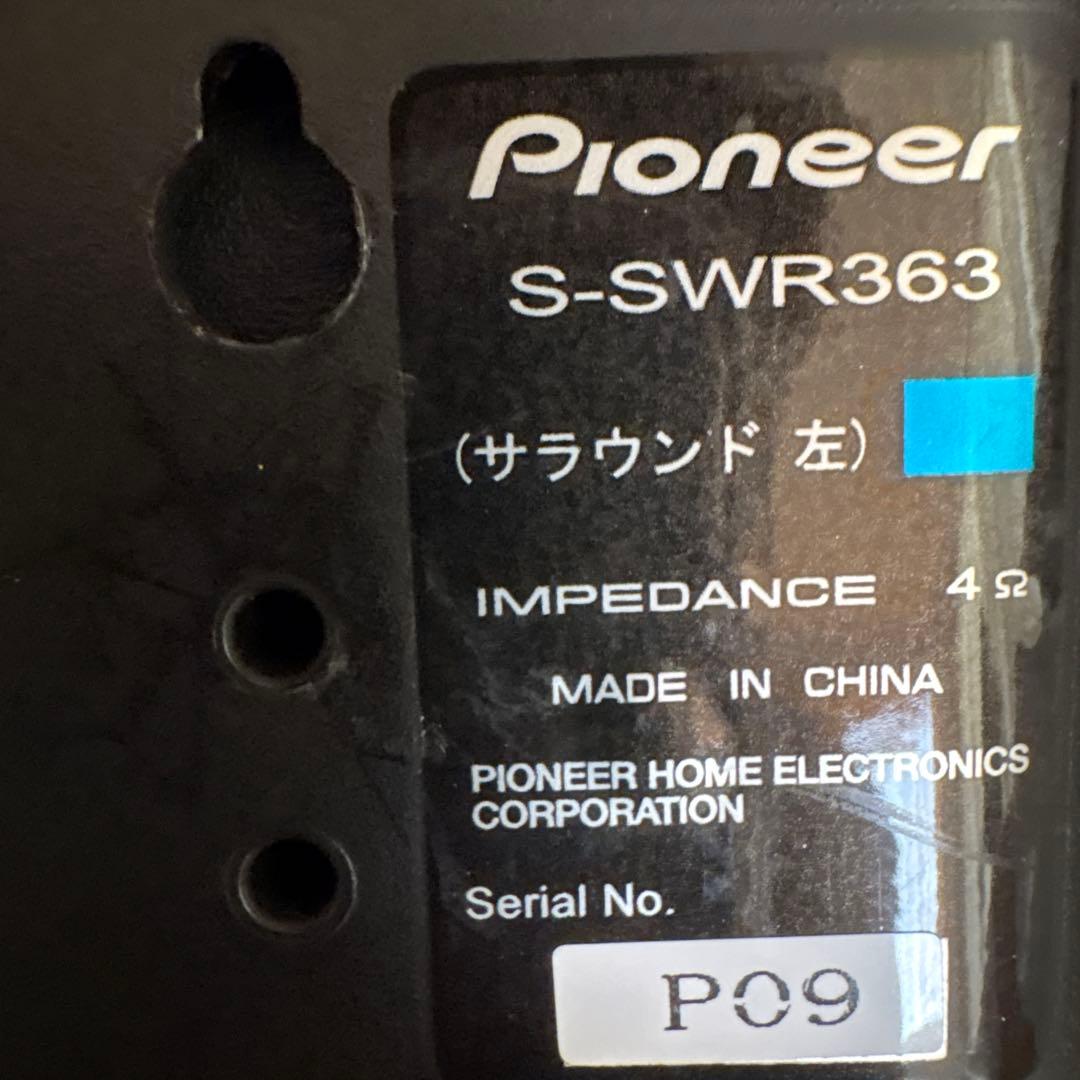 Pioneer
S-SWR363
(サラウンド 左)
IMPEDANCE 4Ω
MADE IN CHINA
PIONEER HOME ELECTRONICS
CORPORATION
Serial No.
P09